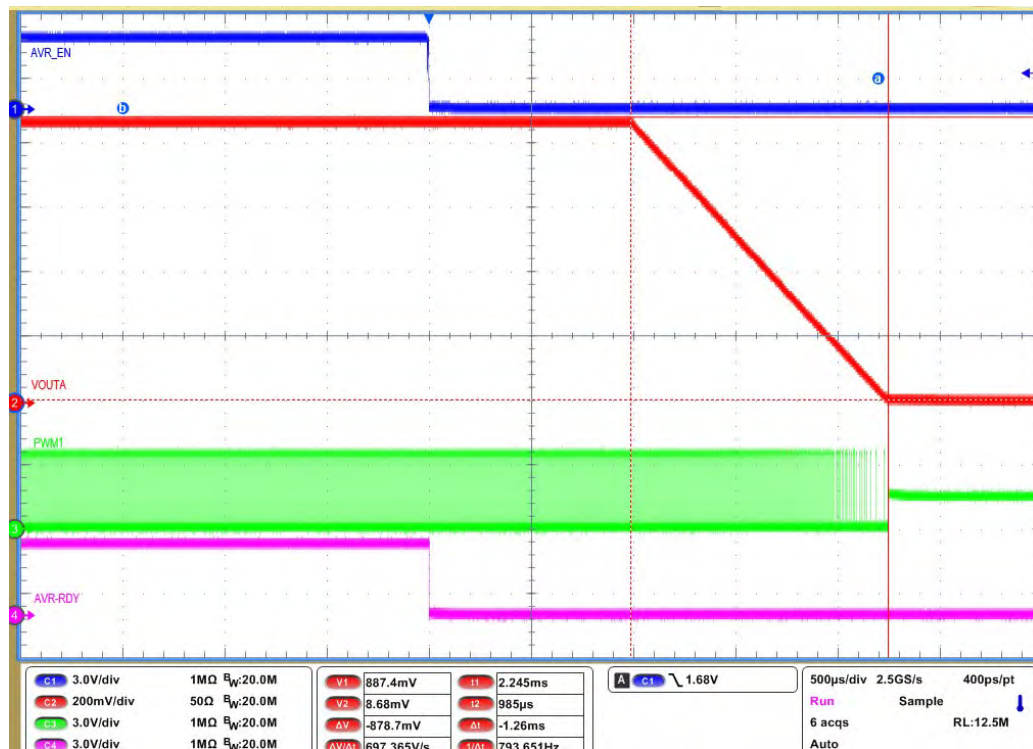 AVR_EN
1
b
a
VOUTA
2
PWM1
3
AVR-RDY
4
C1 3.0V/div 1MΩ BW:20.0M
C2 200mV/div 50Ω BW:20.0M
C3 3.0V/div 1MΩ BW:20.0M
C4 3.0V/div 1MΩ BW:20.0M
V1 887.4mV t1 2.245ms
V2 8.68mV t2 985µs
ΔV -878.7mV Δt -1.26ms
ΔV/Δt 697.365V/s 1/Δt 793.651Hz
A C1 1.68V
500µs/div 2.5GS/s 400ps/pt
Run Sample
6 acqs RL:12.5M
Auto